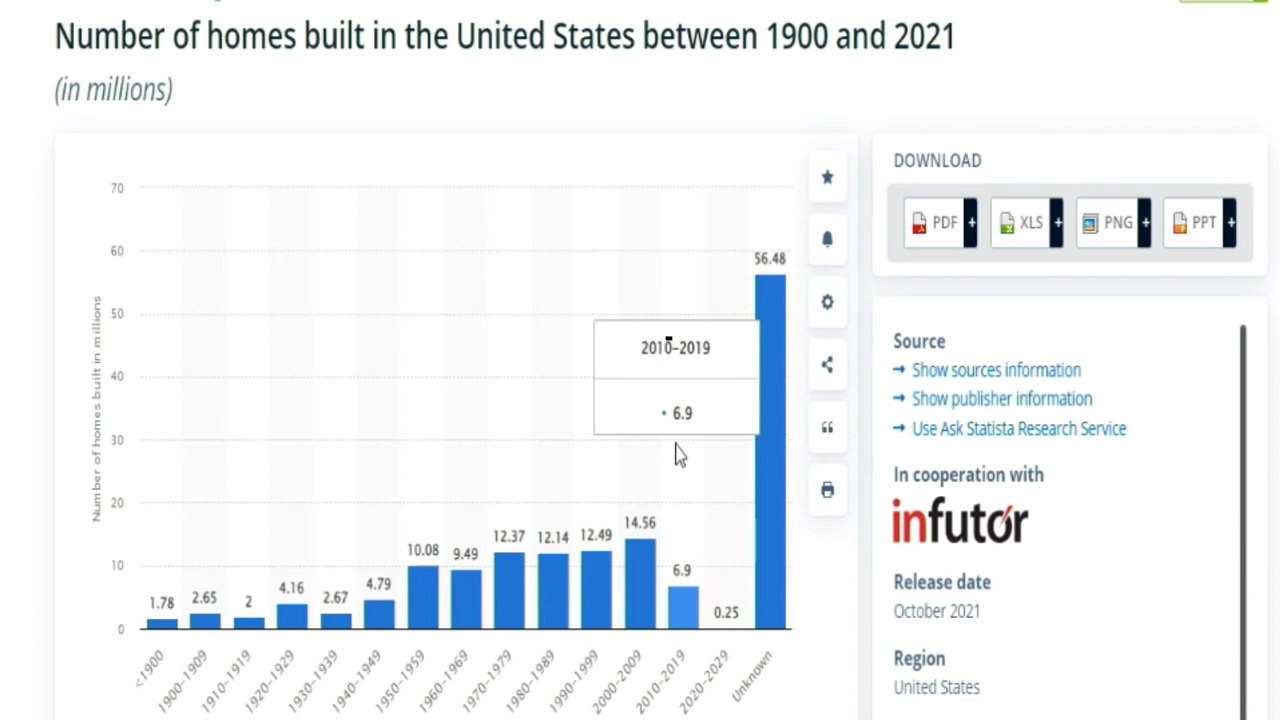 Number of homes built in the United States between 1900 and 2021
(in millions)
DOWNLOAD
PDF + XLS + PNG + PPT +
Number of homes built in millions
70
60
50
40
30
20
10
0
1.78
2.65
2
4.16
2.67
4.79
10.08
9.49
12.37
12.14
12.49
14.56
6.9
0.25
56.48
2010–2019
• 6.9
<1900
1900–1909
1910–1919
1920–1929
1930–1939
1940–1949
1950–1959
1960–1969
1970–1979
1980–1989
1990–1999
2000–2009
2010–2019
2020–2029
Unknown
Source
→ Show sources information
→ Show publisher information
→ Use Ask Statista Research Service
In cooperation with
infutor
Release date
October 2021
Region
United States